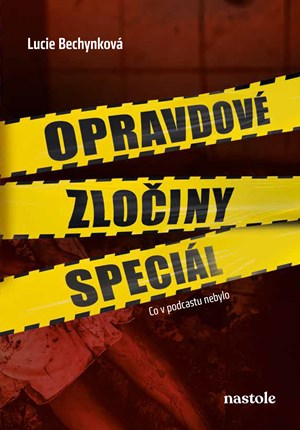 Lucie Bechynková
OPRAVDOVÉ
ZLOČINY
SPECIÁL
Co v podcastu nebylo
nastole